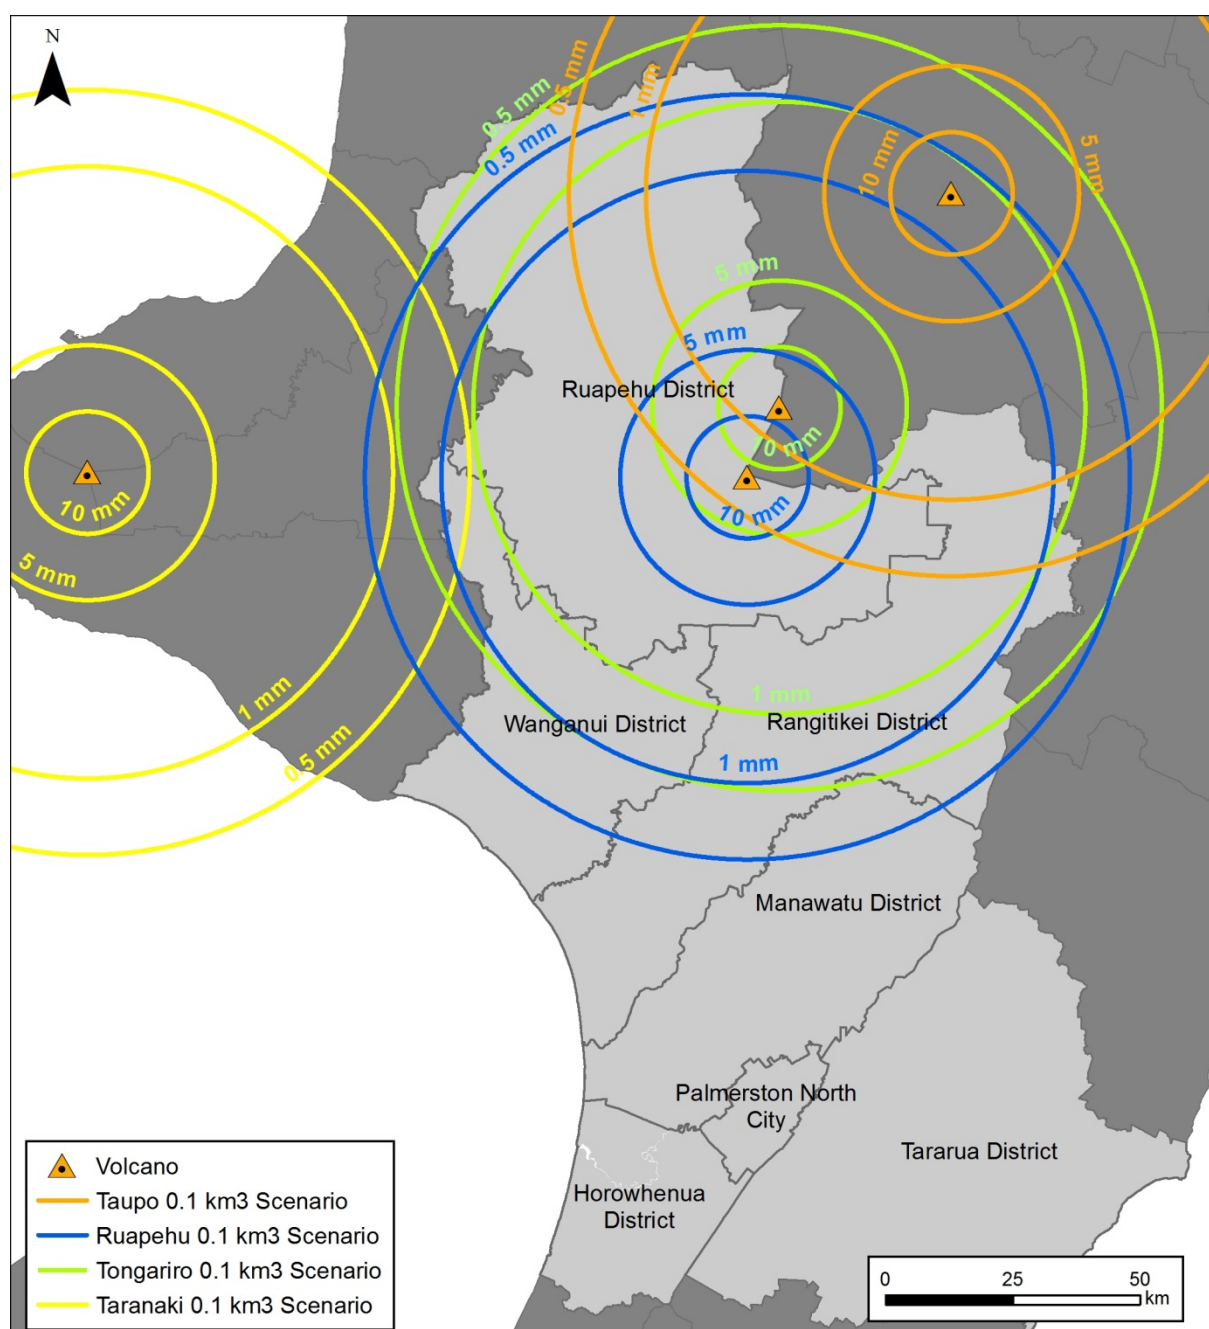 N
0.5 mm
0.5 mm
1 mm
0.5 mm
10 mm
5 mm
5 mm
5 mm
Ruapehu District
10 mm
10 mm
10 mm
5 mm
1 mm
1 mm
0.5 mm
1 mm
Wanganui District
Rangitikei District
Manawatu District
Palmerston North
City
Tararua District
Horowhenua
District
Volcano
Taupo 0.1 km3 Scenario
Ruapehu 0.1 km3 Scenario
Tongariro 0.1 km3 Scenario
Taranaki 0.1 km3 Scenario
0 25 50
km